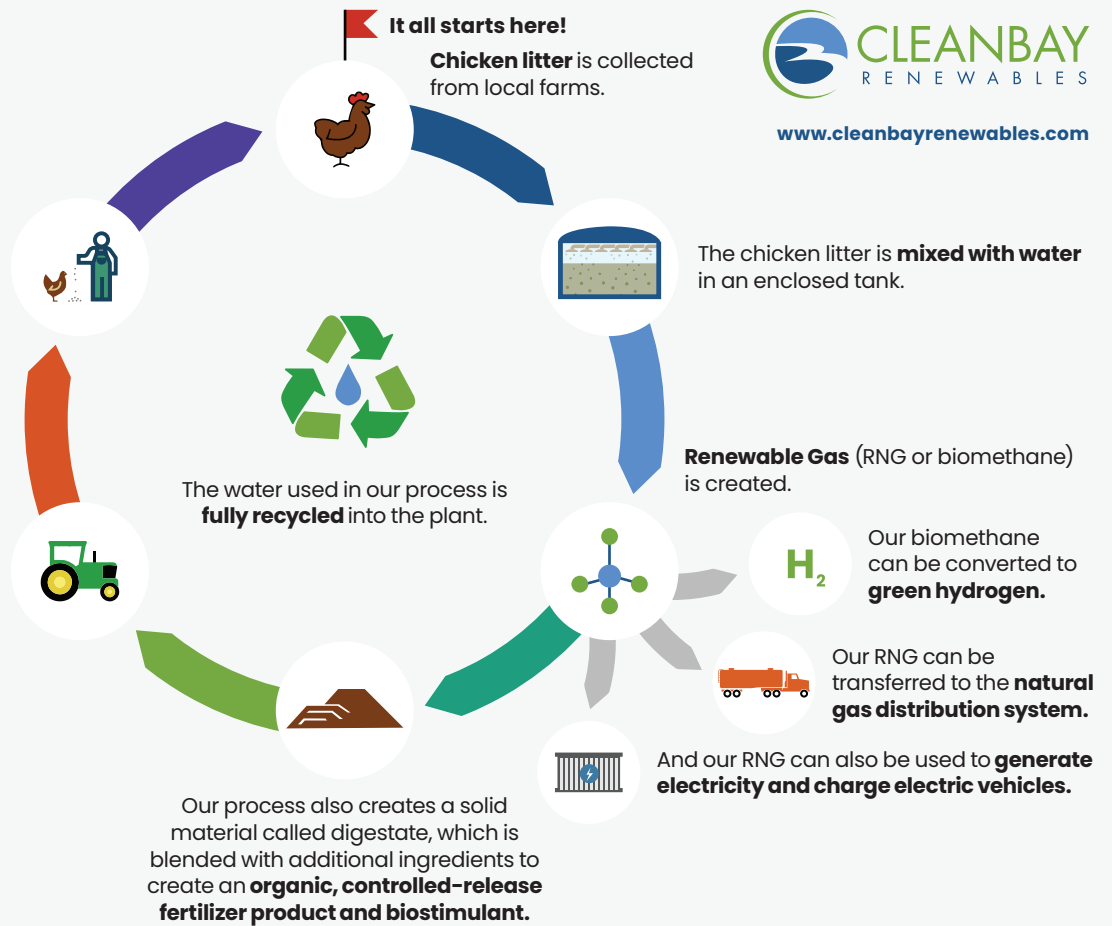 It all starts here!
Chicken litter is collected
from local farms.
CLEANBAY
RENEWABLES
www.cleanbayrenewables.com
The chicken litter is mixed with water
in an enclosed tank.
Renewable Gas (RNG or biomethane)
is created.
The water used in our process is
fully recycled into the plant.
H2
Our biomethane
can be converted to
green hydrogen.
Our RNG can be
transferred to the natural
gas distribution system.
And our RNG can also be used to generate
electricity and charge electric vehicles.
Our process also creates a solid
material called digestate, which is
blended with additional ingredients to
create an organic, controlled-release
fertilizer product and biostimulant.